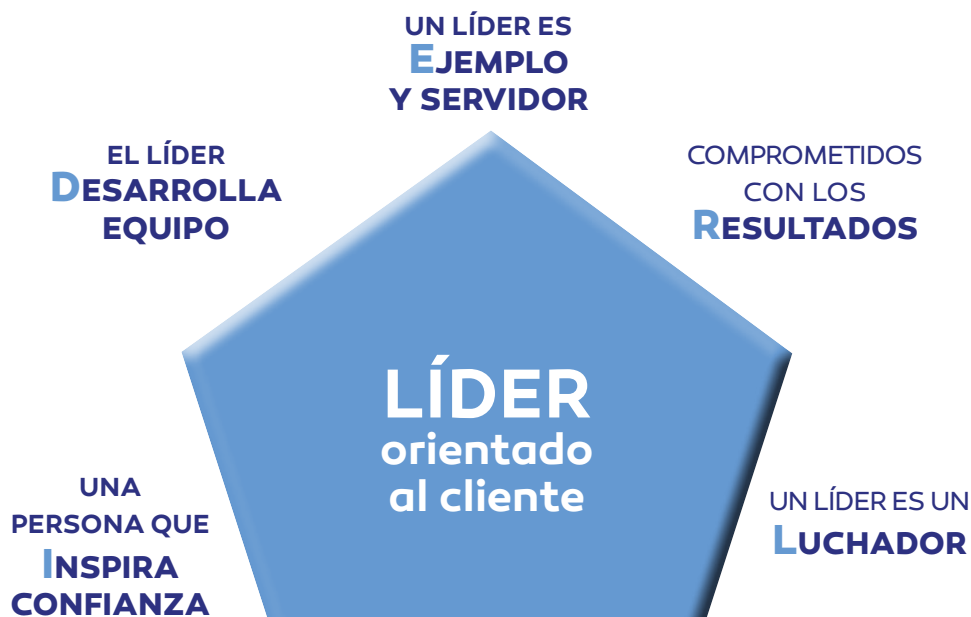 UN LÍDER ES
EJEMPLO
Y SERVIDOR
EL LÍDER
DESARROLLA
EQUIPO
COMPROMETIDOS
CON LOS
RESULTADOS
LÍDER
orientado
al cliente
UNA
PERSONA QUE
INSPIRA
CONFIANZA
UN LÍDER ES UN
LUCHADOR